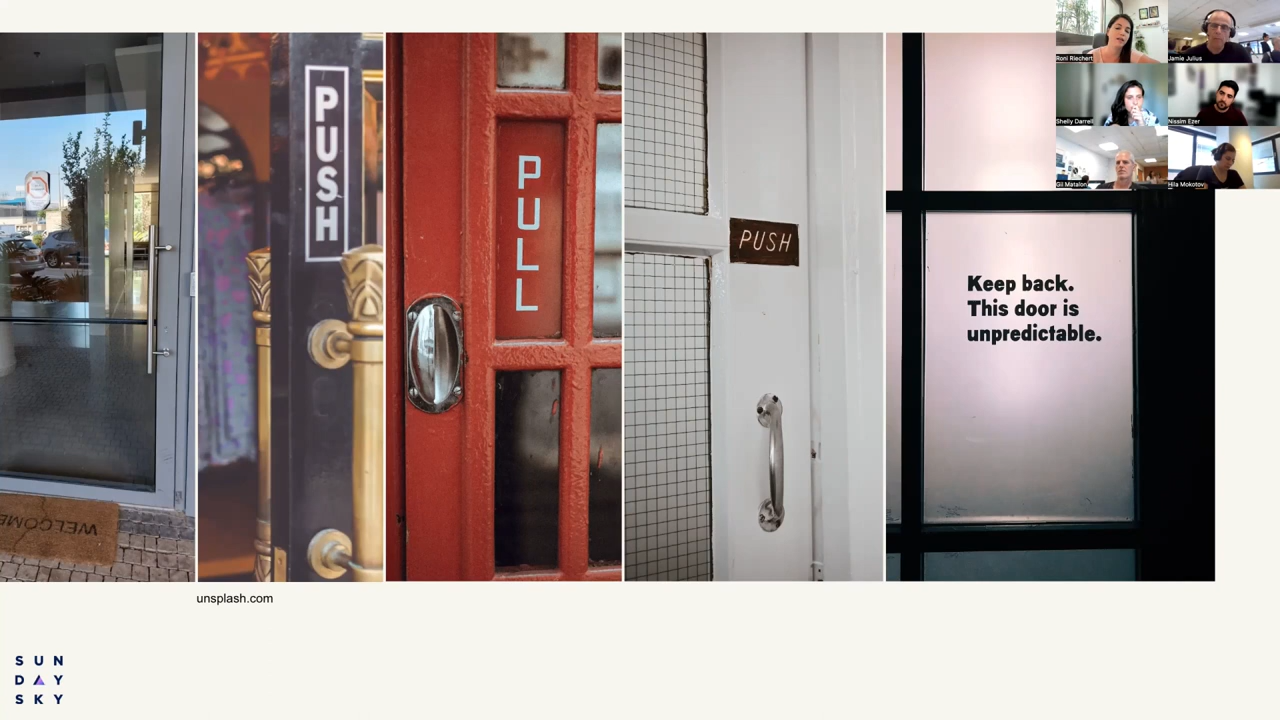 PUSH
PULL
PUSH
Keep back.
This door is
unpredictable.
WELCOME
unsplash.com
SUN
DAY
SKY
Roni Riechert
Jamie Julius
Shelly Darrell
Nissim Ezer
Gil Matalon
Hila Mokotov